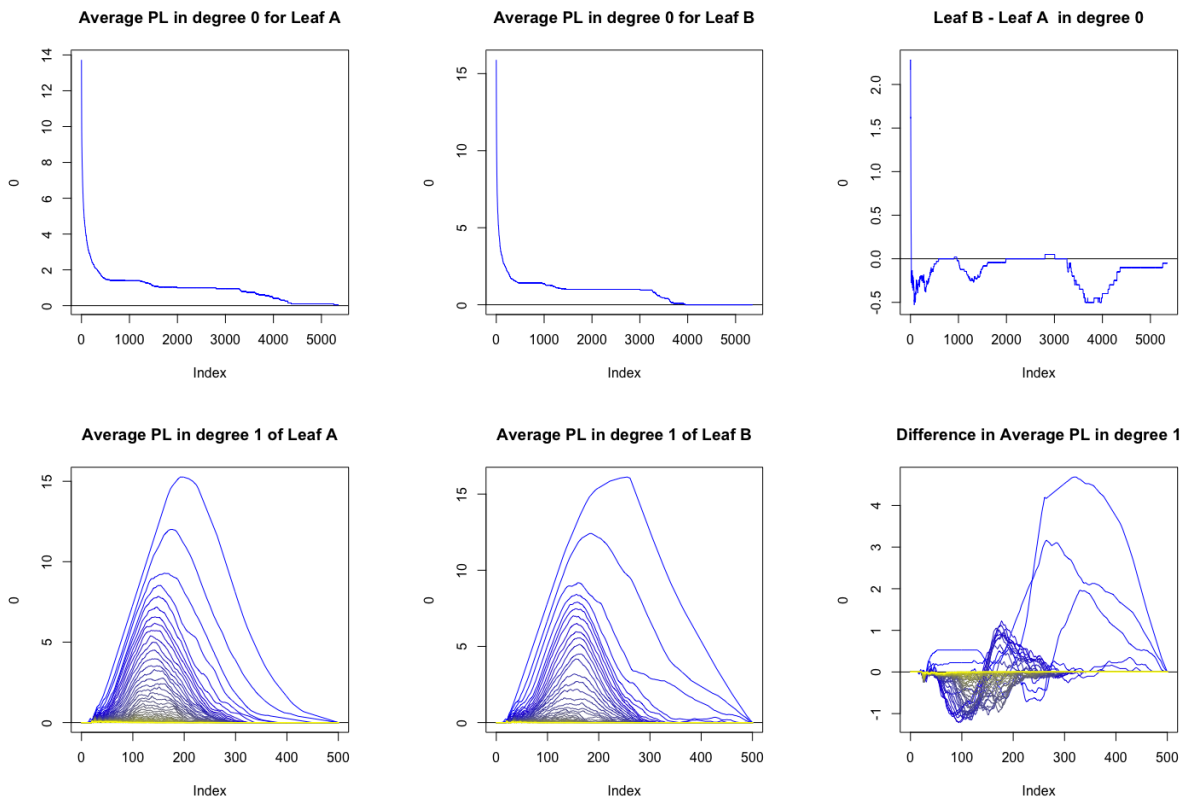 Average PL in degree 0 for Leaf A
0 2 4 6 8 10 12 14
0
0 1000 2000 3000 4000 5000
Index
Average PL in degree 0 for Leaf B
0 5 10 15
0
0 1000 2000 3000 4000 5000
Index
Leaf B - Leaf A in degree 0
-0.5 0.0 0.5 1.0 1.5 2.0
0
0 1000 2000 3000 4000 5000
Index
Average PL in degree 1 of Leaf A
0 5 10 15
0
0 100 200 300 400 500
Index
Average PL in degree 1 of Leaf B
0 5 10 15
0
0 100 200 300 400 500
Index
Difference in Average PL in degree 1
-1 0 1 2 3 4
0
0 100 200 300 400 500
Index